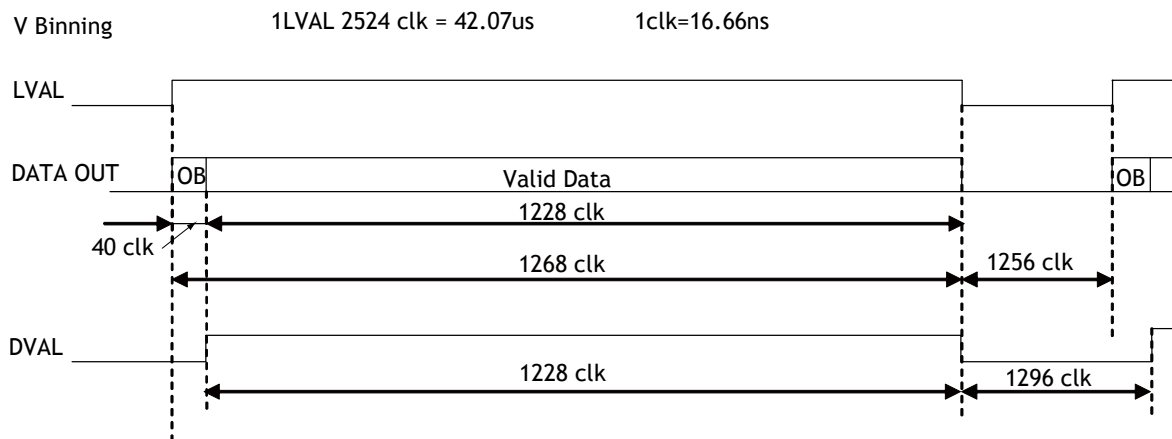 V Binning 1LVAL 2524 clk = 42.07us 1clk=16.66ns
LVAL
DATA OUT OB Valid Data OB
1228 clk
40 clk
1268 clk 1256 clk
DVAL
1228 clk 1296 clk